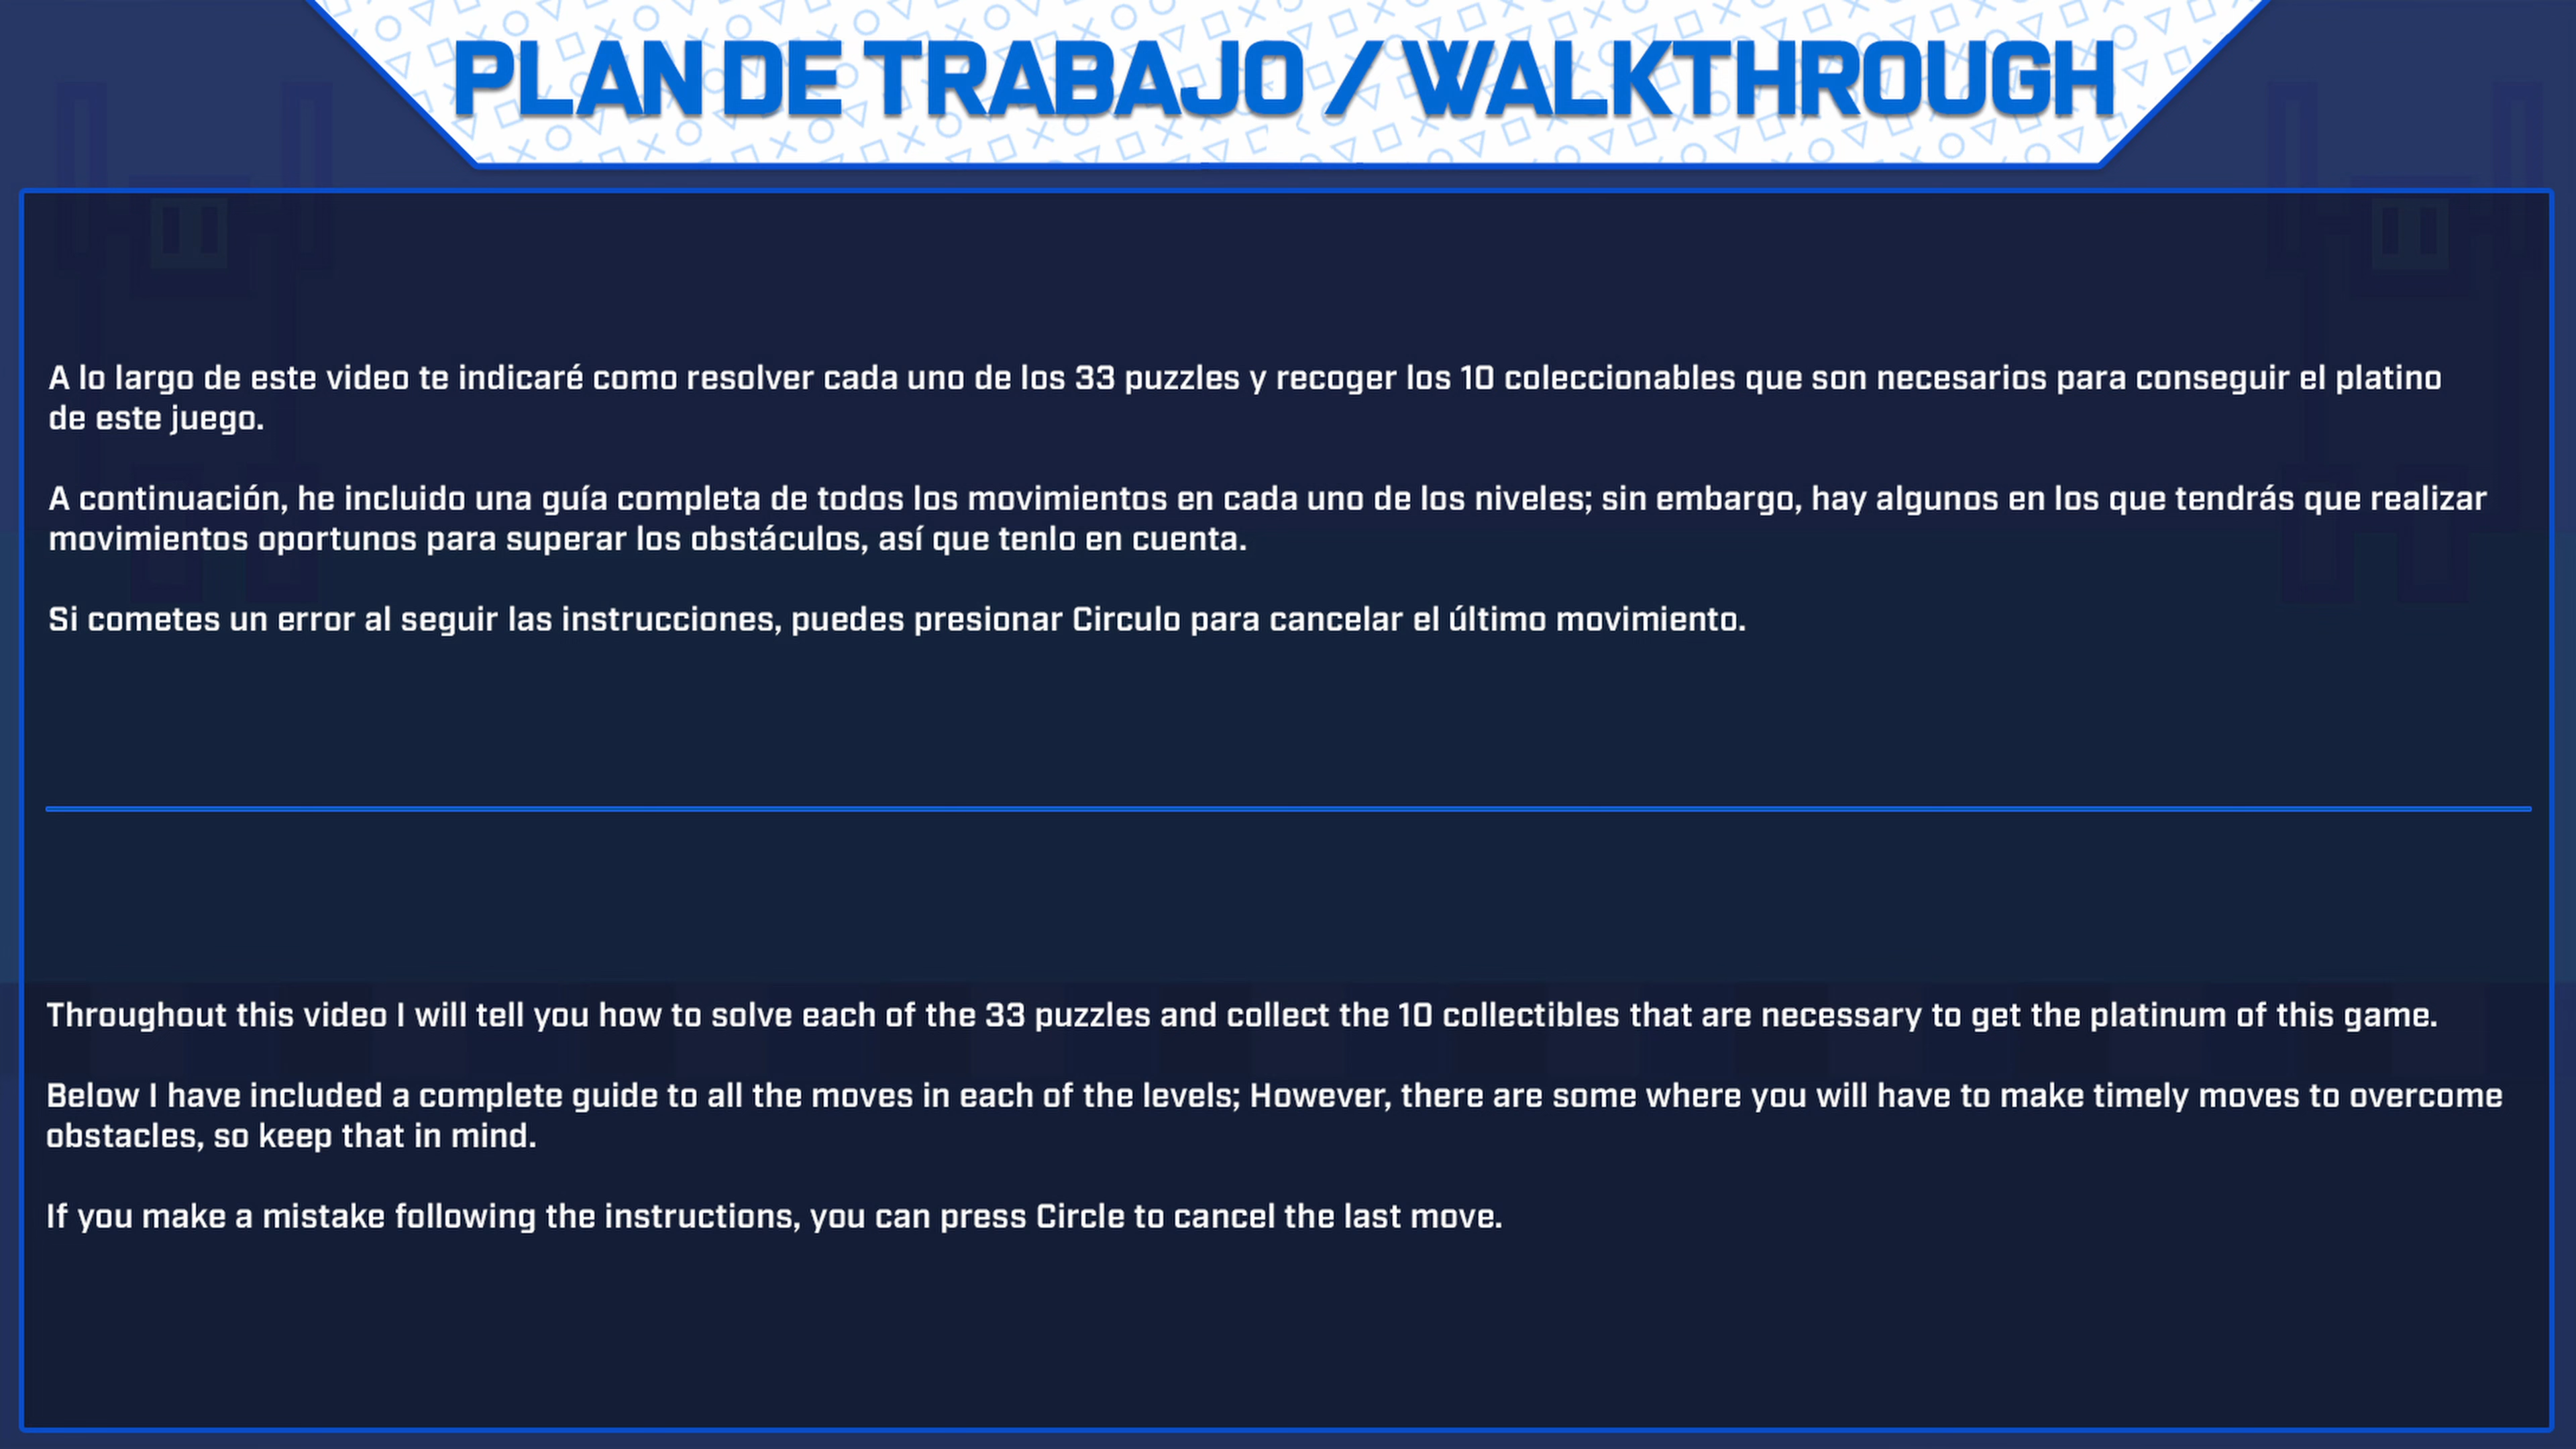 PLAN DE TRABAJO / WALKTHROUGH
A lo largo de este video te indicaré como resolver cada uno de los 33 puzzles y recoger los 10 coleccionables que son necesarios para conseguir el platino
de este juego.
A continuación, he incluido una guía completa de todos los movimientos en cada uno de los niveles; sin embargo, hay algunos en los que tendrás que realizar
movimientos oportunos para superar los obstáculos, así que tenlo en cuenta.
Si cometes un error al seguir las instrucciones, puedes presionar Circulo para cancelar el último movimiento.
Throughout this video I will tell you how to solve each of the 33 puzzles and collect the 10 collectibles that are necessary to get the platinum of this game.
Below I have included a complete guide to all the moves in each of the levels; However, there are some where you will have to make timely moves to overcome
obstacles, so keep that in mind.
If you make a mistake following the instructions, you can press Circle to cancel the last move.